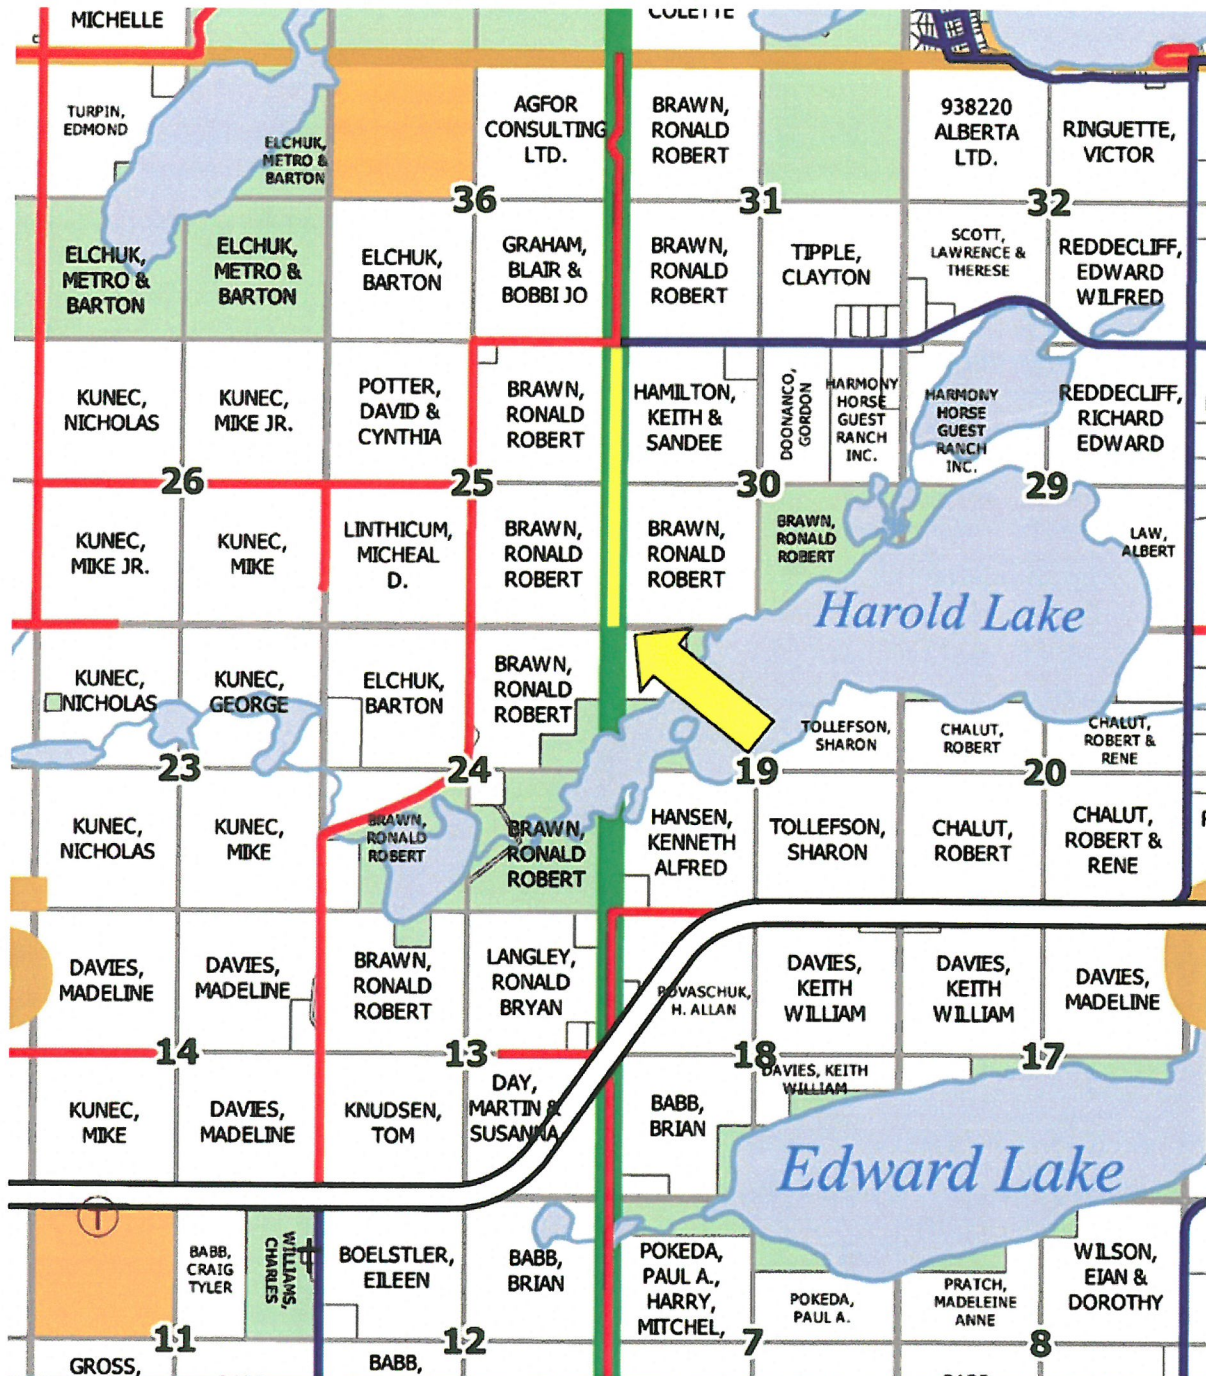 MICHELLE
COLETTE
TURPIN,
EDMOND
ELCHUK,
METRO &
BARTON
AGFOR
CONSULTING
LTD.
BRAWN,
RONALD
ROBERT
938220
ALBERTA
LTD.
RINGUETTE,
VICTOR
36
31
32
ELCHUK,
METRO &
BARTON
ELCHUK,
METRO &
BARTON
ELCHUK,
BARTON
GRAHAM,
BLAIR &
BOBBI JO
BRAWN,
RONALD
ROBERT
TIPPLE,
CLAYTON
SCOTT,
LAWRENCE &
THERESE
REDDECLIFF,
EDWARD
WILFRED
KUNEC,
NICHOLAS
KUNEC,
MIKE JR.
POTTER,
DAVID &
CYNTHIA
BRAWN,
RONALD
ROBERT
HAMILTON,
KEITH &
SANDEE
DOONANCO,
GORDON
HARMONY
HORSE
GUEST
RANCH
INC.
HARMONY
HORSE
GUEST
RANCH
INC.
REDDECLIFF,
RICHARD
EDWARD
26
25
30
29
KUNEC,
MIKE JR.
KUNEC,
MIKE
LINTHICUM,
MICHEAL
D.
BRAWN,
RONALD
ROBERT
BRAWN,
RONALD
ROBERT
BRAWN,
RONALD
ROBERT
LAW,
ALBERT
Harold Lake
KUNEC,
NICHOLAS
KUNEC,
GEORGE
ELCHUK,
BARTON
BRAWN,
RONALD
ROBERT
TOLLEFSON,
SHARON
CHALUT,
ROBERT
CHALUT,
ROBERT &
RENE
23
24
19
20
KUNEC,
NICHOLAS
KUNEC,
MIKE
BRAWN,
RONALD
ROBERT
BRAWN,
RONALD
ROBERT
HANSEN,
KENNETH
ALFRED
TOLLEFSON,
SHARON
CHALUT,
ROBERT
CHALUT,
ROBERT &
RENE
DAVIES,
MADELINE
DAVIES,
MADELINE
BRAWN,
RONALD
ROBERT
LANGLEY,
RONALD
BRYAN
H. ALLAN
DAVIES,
KEITH
WILLIAM
DAVIES,
KEITH
WILLIAM
DAVIES,
MADELINE
14
13
18
17
KUNEC,
MIKE
DAVIES,
MADELINE
KNUDSEN,
TOM
DAY,
MARTIN &
SUSANNA
BABB,
BRIAN
DAVIES, KEITH
WILLIAM
Edward Lake
T
BABB,
CRAIG
TYLER
WILLIAMS,
CHARLES
BOELSTLER,
EILEEN
BABB,
BRIAN
POKEDA,
PAUL A.,
HARRY,
MITCHEL,
POKEDA,
PAUL A.
PRATCH,
MADELEINE
ANNE
WILSON,
EIAN &
DOROTHY
11
12
7
8
GROSS,
BABB,